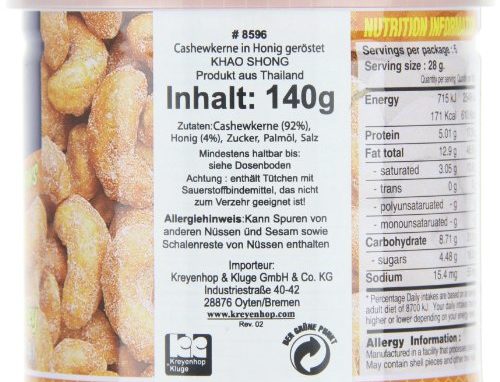 # 8596
Cashewkerne in Honig geröstet
KHAO SHONG
Produkt aus Thailand
Inhalt: 140g
Zutaten:Cashewkerne (92%),
Honig (4%), Zucker, Palmöl, Salz
Mindestens haltbar bis:
siehe Dosenboden
Achtung : enthält Tütchen mit
Sauerstoffbindemittel, das nicht
zum Verzehr geeignet ist!
Allergiehinweis:Kann Spuren von
anderen Nüssen und Sesam sowie
Schalenreste von Nüssen enthalten
Importeur:
Kreyenhop & Kluge GmbH & Co. KG
Industriestraße 40-42
28876 Oyten/Bremen
www.kreyenhop.com
Rev. 02
Kreyenhop
Kluge
DER GRÜNE PUNKT
NUTRITION INFORMATION
Servings per package : 5
Serving size : 28 g.
Quantity per serving
Energy 715 kJ
171 Kcal
Protein 5.01 g
Fat total 12.9 g
- saturated 3.05 g
- trans 0 g
- polyunsataruated - g
- monounsataruated - g
Carbohydrate 8.71 g
- sugars 4.48 g
Sodium 15.4 mg
* Percentage Daily intakes are based on
adult diet of 8700 kJ. Your daily
higher or lower depending on your energy
Allergy Information :
Manufactured in a facility that processes
May contain shell pieces and other